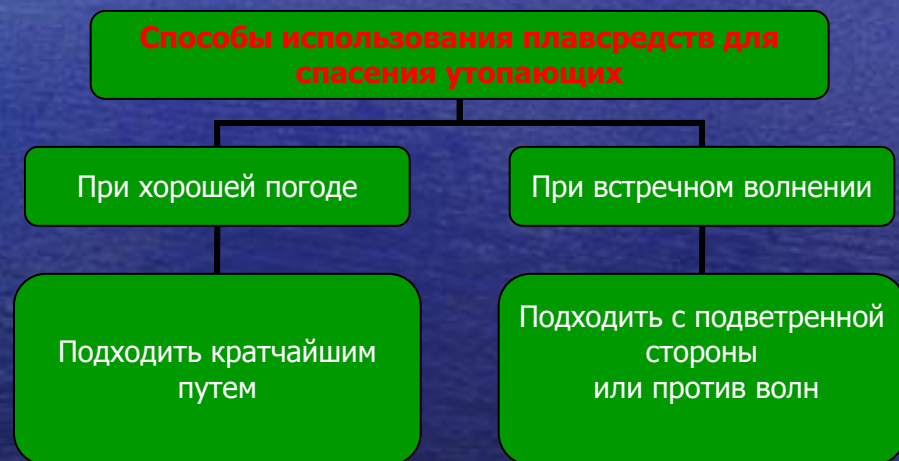 Способы использования плавсредств для
спасения утопающих
При хорошей погоде
При встречном волнении
Подходить кратчайшим
путем
Подходить с подветренной
стороны
или против волн